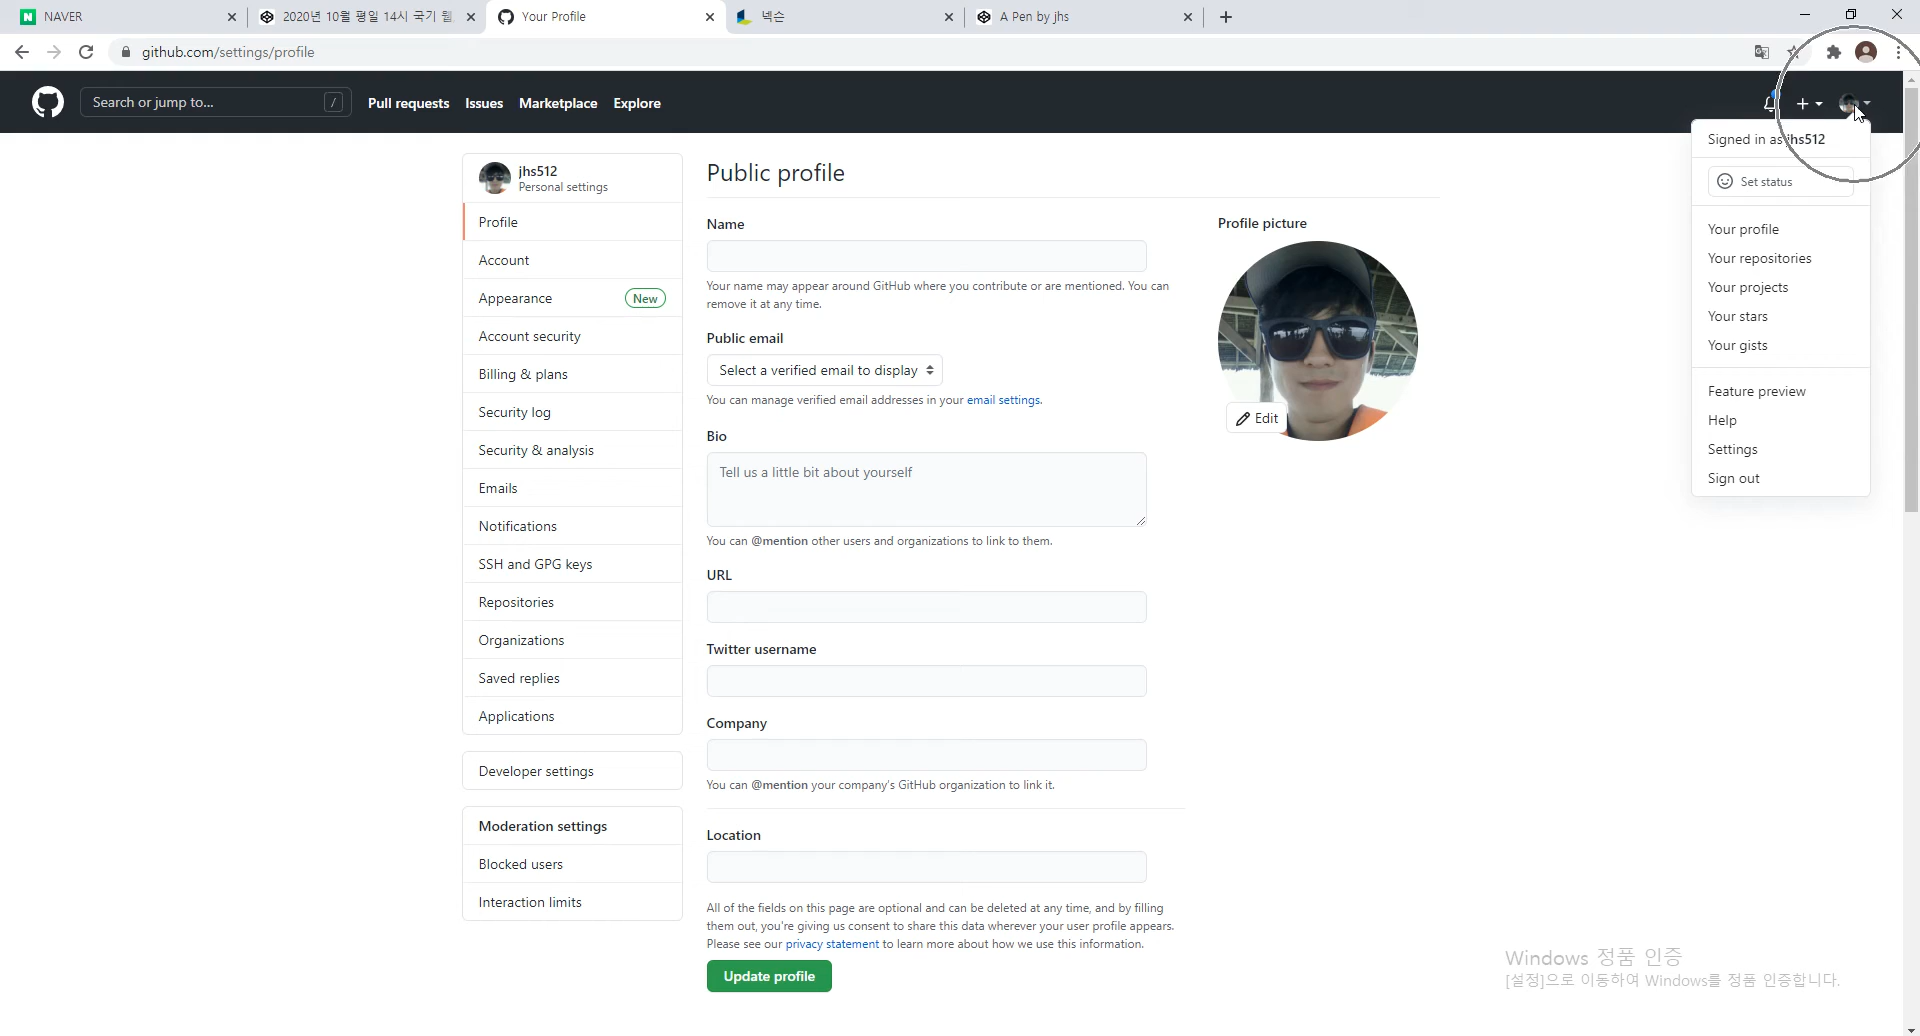 NAVER
2020년 10월 평일 14시 국기 웹
Your Profile
넥슨
A Pen by jhs
github.com/settings/profile
Search or jump to... /
Pull requests Issues Marketplace Explore
Signed in as jhs512
Set status
Your profile
Your repositories
Your projects
Your stars
Your gists
Feature preview
Help
Settings
Sign out
jhs512
Personal settings
Profile
Account
Appearance New
Account security
Billing & plans
Security log
Security & analysis
Emails
Notifications
SSH and GPG keys
Repositories
Organizations
Saved replies
Applications
Developer settings
Moderation settings
Blocked users
Interaction limits
Public profile
Name
Your name may appear around GitHub where you contribute or are mentioned. You can
remove it at any time.
Public email
Select a verified email to display
You can manage verified email addresses in your email settings.
Bio
Tell us a little bit about yourself
You can @mention other users and organizations to link to them.
URL
Twitter username
Company
You can @mention your company's GitHub organization to link it.
Location
All of the fields on this page are optional and can be deleted at any time, and by filling
them out, you're giving us consent to share this data wherever your user profile appears.
Please see our privacy statement to learn more about how we use this information.
Update profile
Profile picture
Edit
Windows 정품 인증
[설정]으로 이동하여 Windows를 정품 인증합니다.